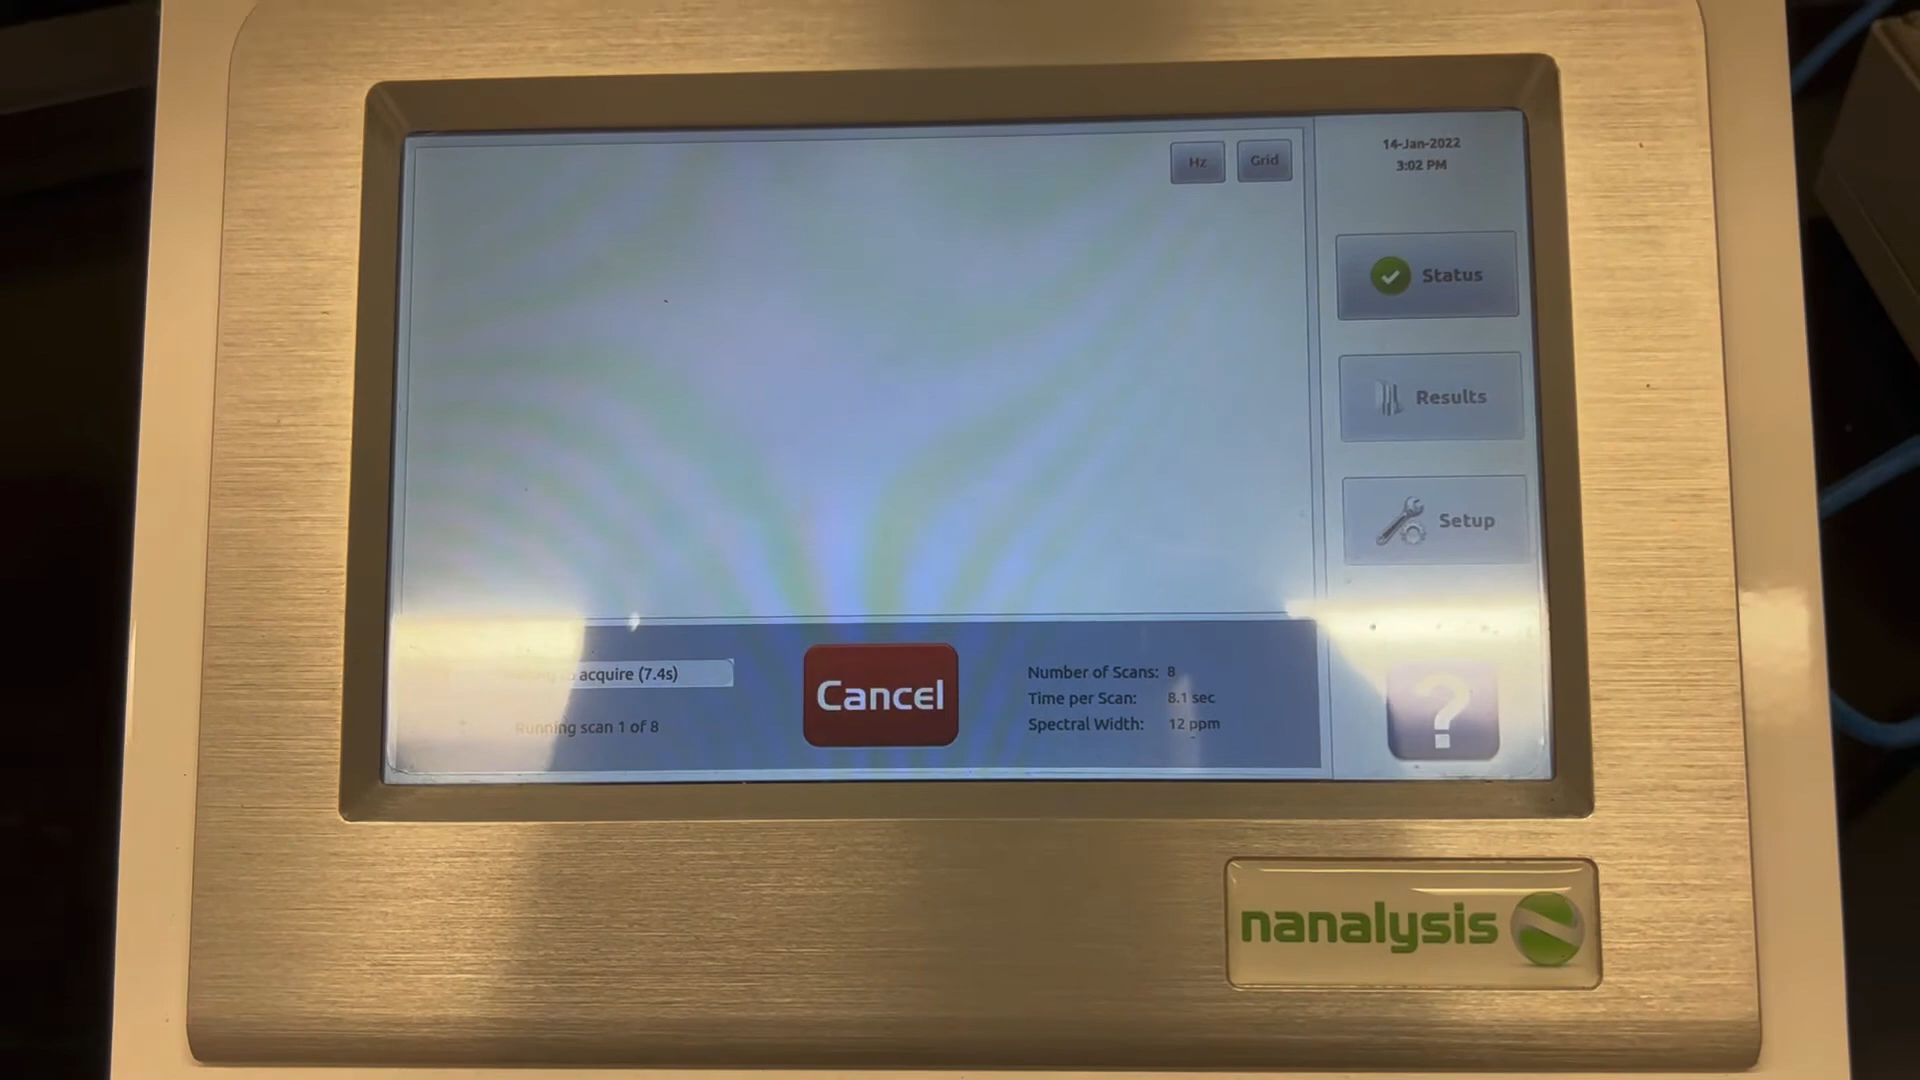 Hz
Grid
14-Jan-2022
3:02 PM
Status
Results
Setup
acquire (7.4s)
Running scan 1 of 8
Cancel
Number of Scans: 8
Time per Scan: 8.1 sec
Spectral Width: 12 ppm
?
nanalysis